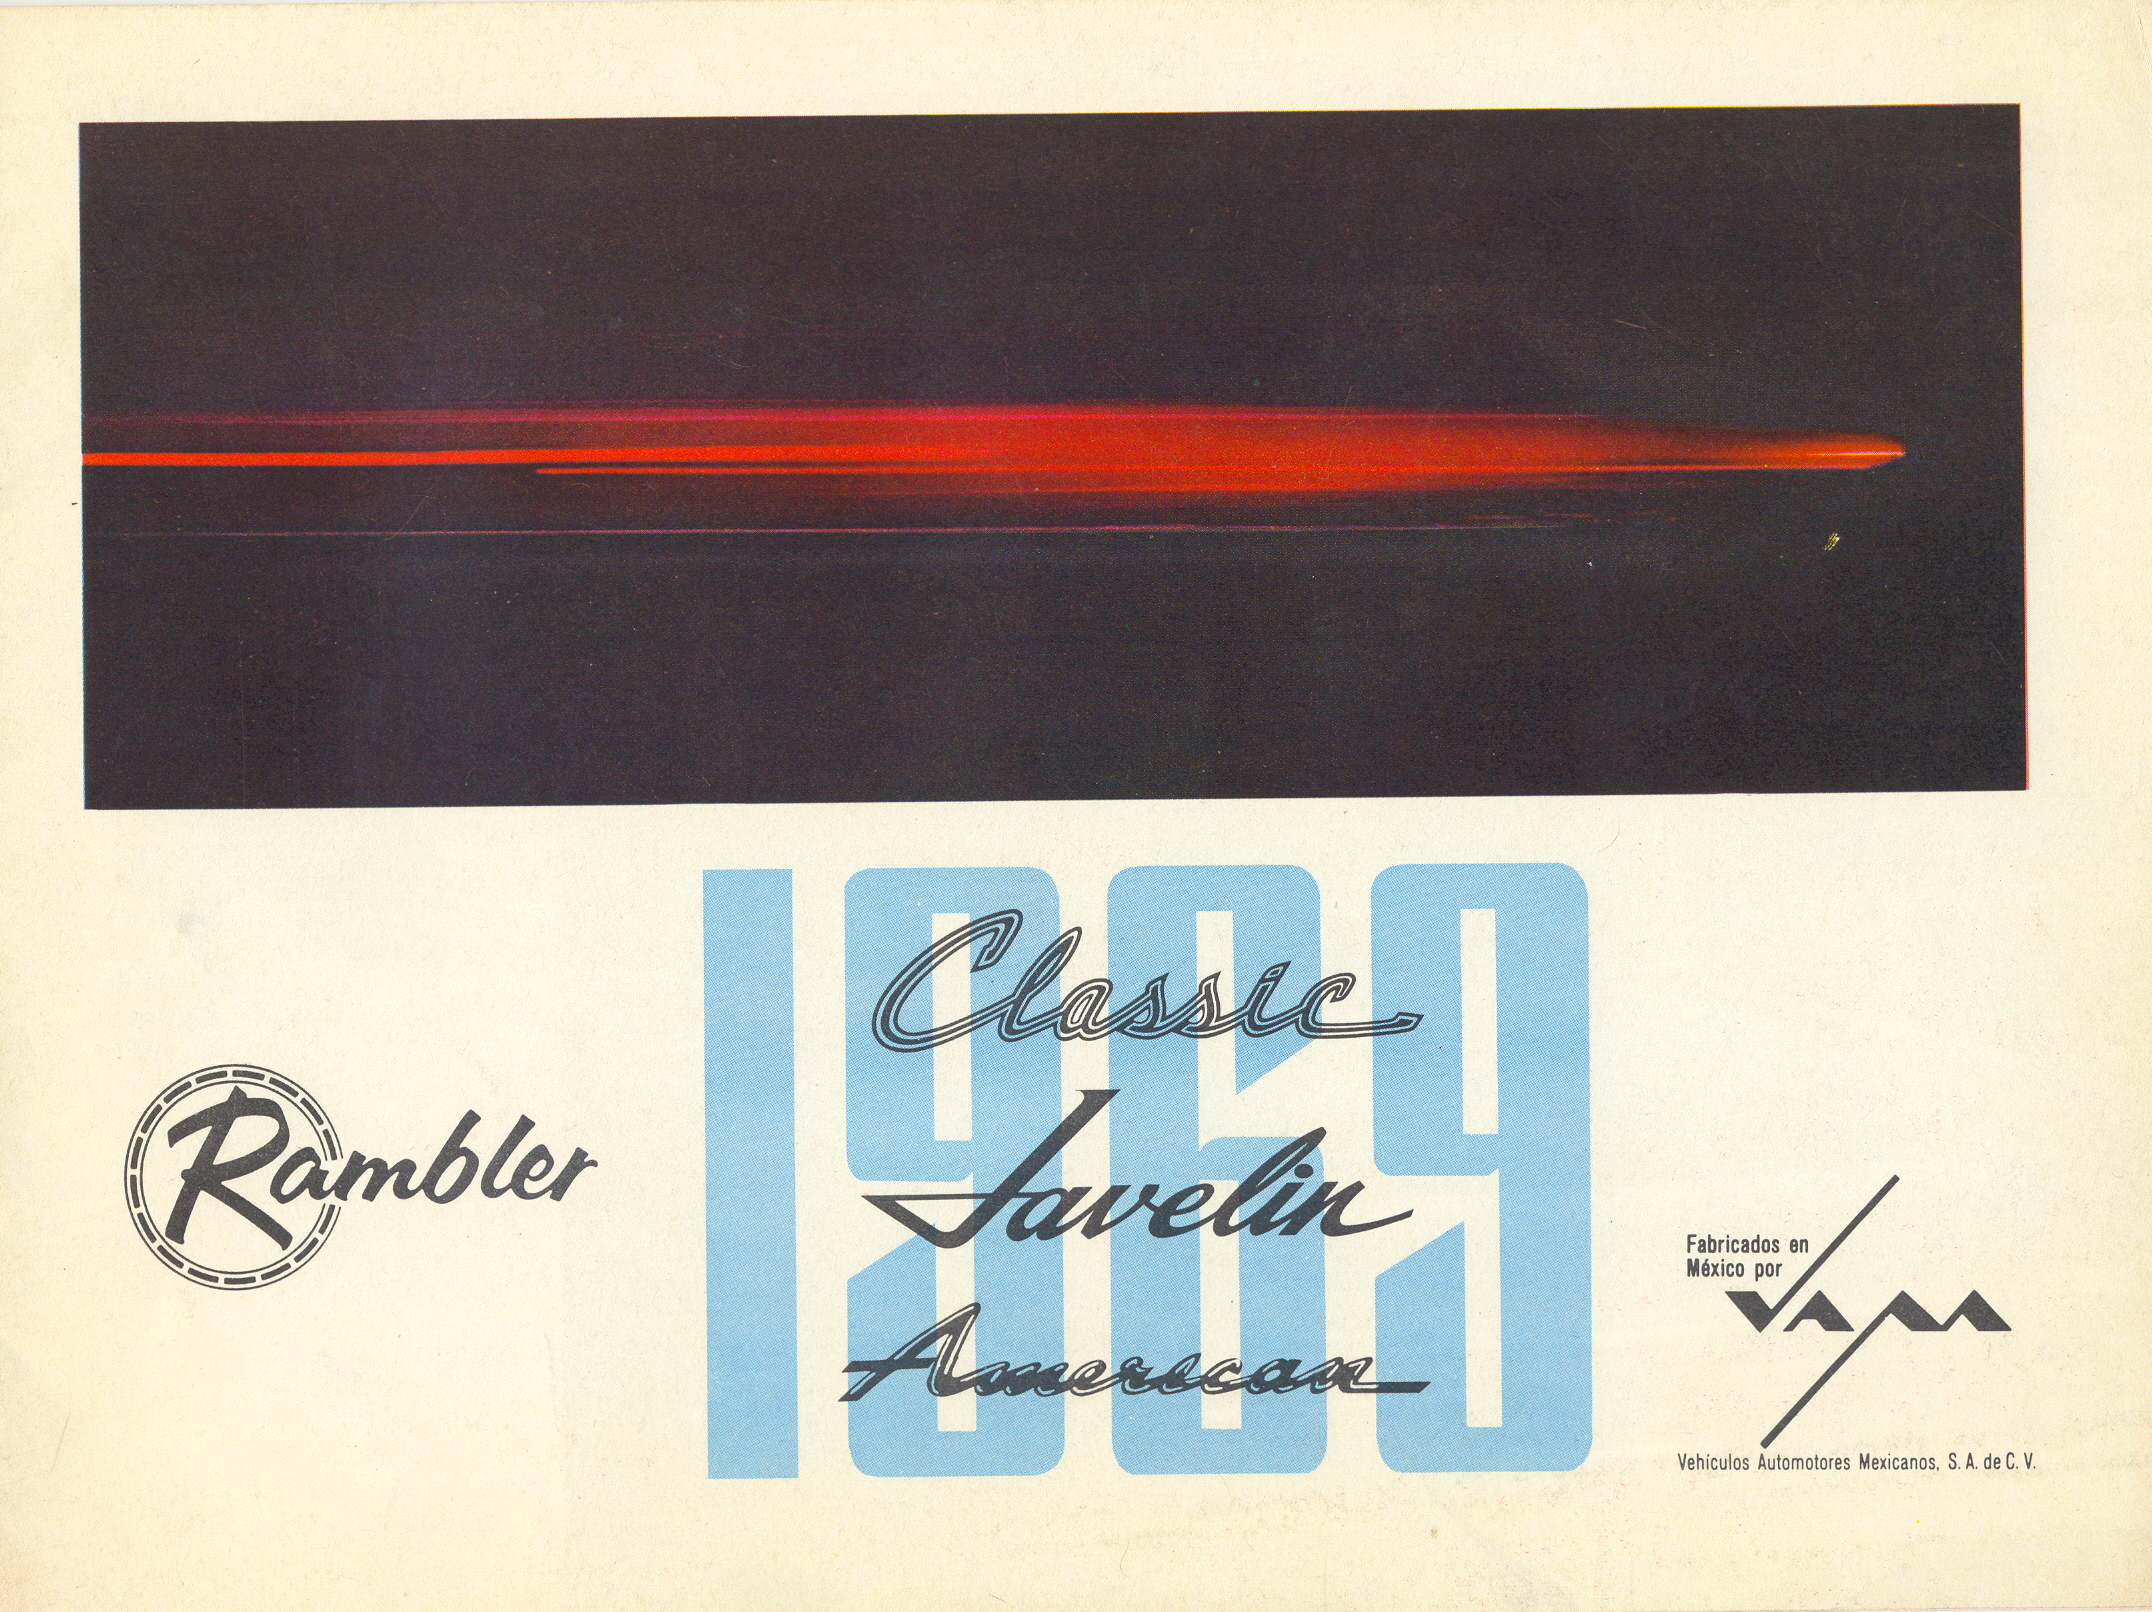 Rambler
1969
Classic
Javelin
American
Fabricados en
México por
VAM
Vehículos Automotores Mexicanos, S. A. de C. V.